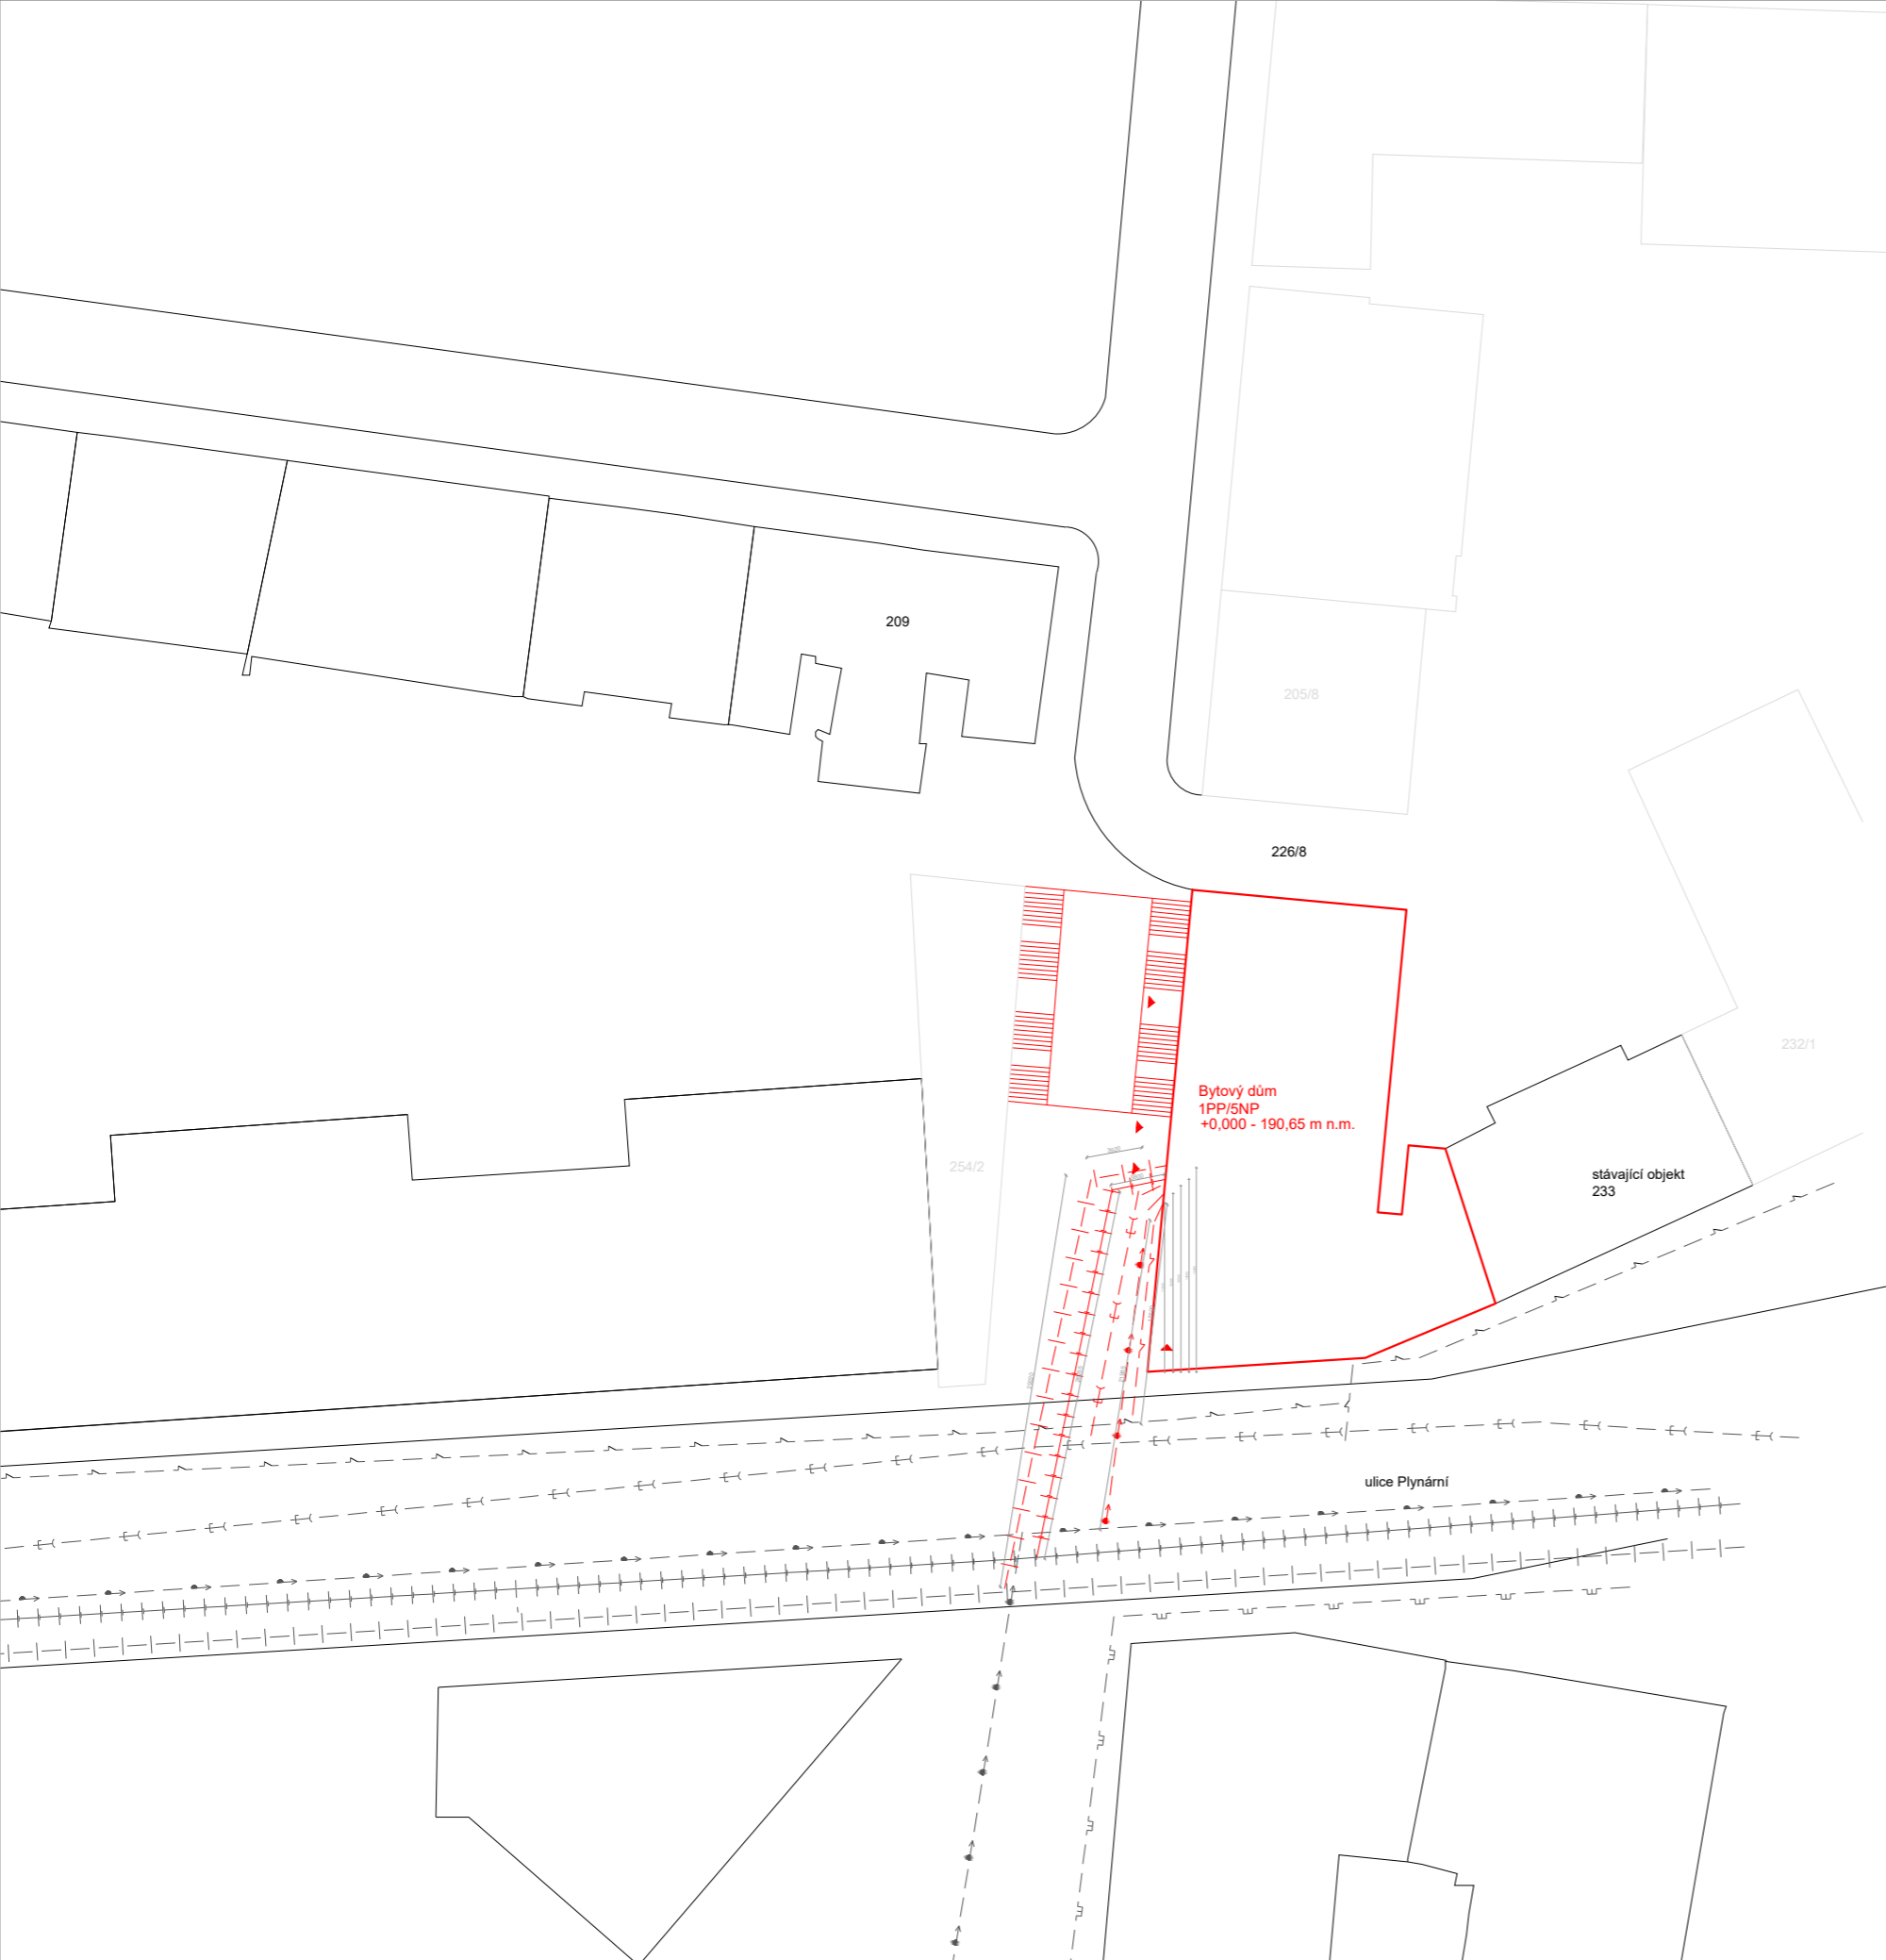 209
205/8
226/8
232/1
Bytový dům
1PP/5NP
+0,000 - 190,65 m n.m.
254/2
stávající objekt
233
ulice Plynární